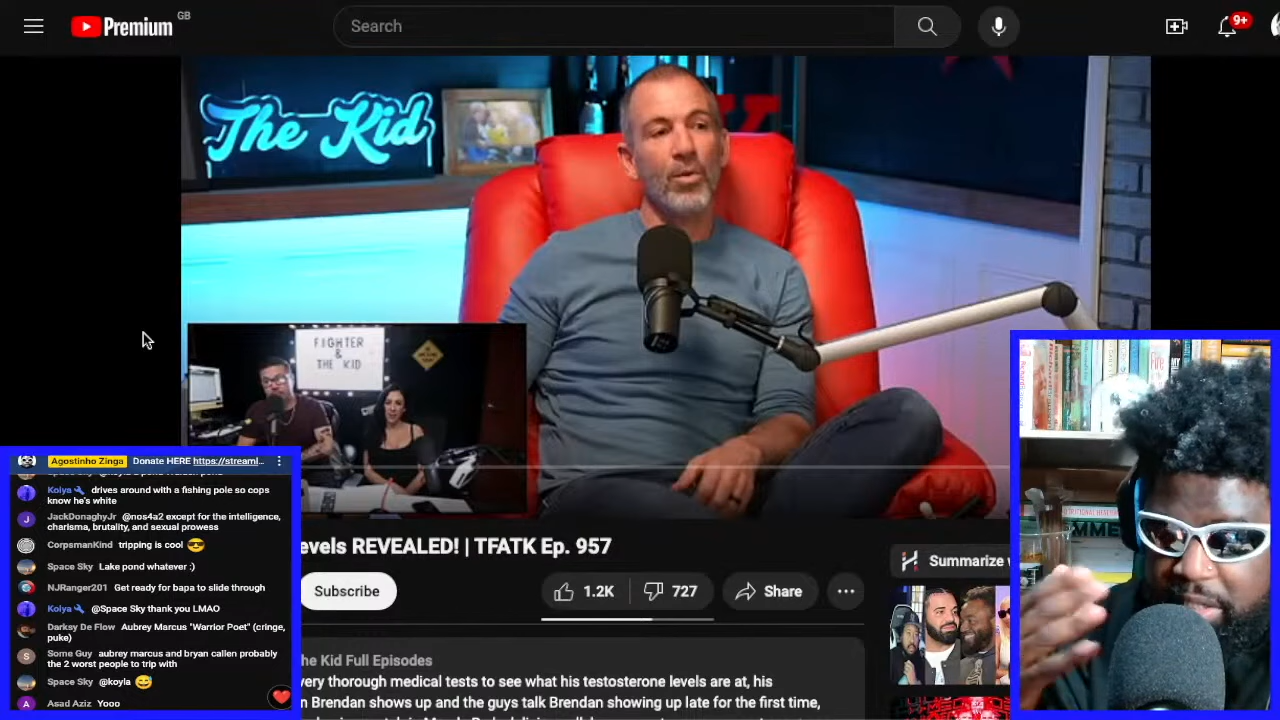 Premium GB
Search
9+
The Kid
FIGHTER
&
THE KID
Agostinho Zinga Donate HERE https://streaml...
Koiya drives around with a fishing pole so cops
know he's white
JackDonaghyJr @nos4a2 except for the intelligence,
charisma, brutality, and sexual prowess
CorpsmanKind tripping is cool
Space Sky Lake pond whatever :)
NJRanger201 Get ready for bapa to slide through
Koiya @Space Sky thank you LMAO
Darksy De Flow Aubrey Marcus "Warrior Poet" (cringe,
puke)
Some Guy aubrey marcus and bryan callen probably
the 2 worst people to trip with
Space Sky @koyla
Asad Aziz Yooo
evels REVEALED! | TFATK Ep. 957
Subscribe
1.2K
727
Share
Summarize
he Kid Full Episodes
very thorough medical tests to see what his testosterone levels are at, his
n Brendan shows up and the guys talk Brendan showing up late for the first time,